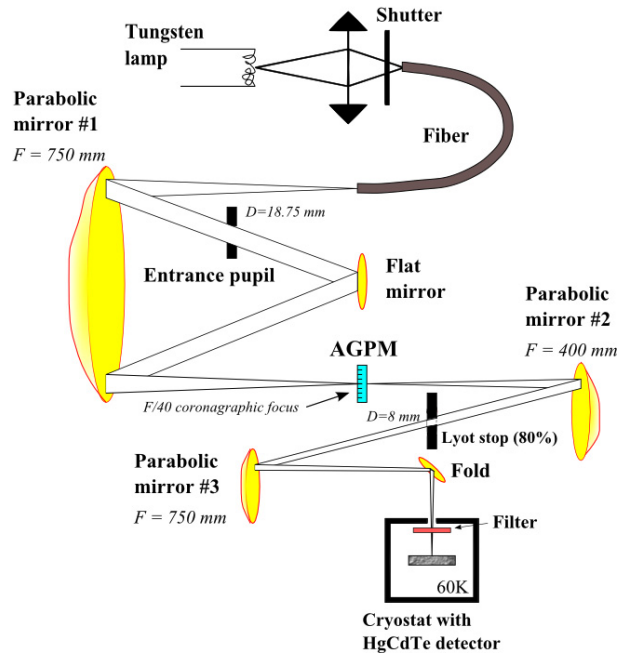 Shutter
Tungsten
lamp
Parabolic
mirror #1
F = 750 mm
Fiber
D=18.75 mm
Entrance pupil
Flat
mirror
Parabolic
mirror #2
F = 400 mm
AGPM
F/40 coronagraphic focus
D=8 mm
Lyot stop (80%)
Parabolic
mirror #3
F = 750 mm
Fold
Filter
60K
Cryostat with
HgCdTe detector